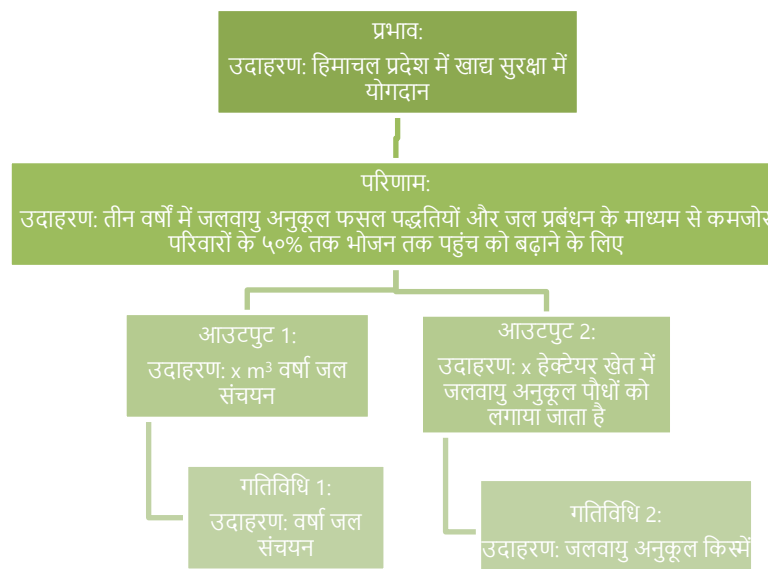 प्रभाव:
उदाहरण: हिमाचल प्रदेश में खाद्य सुरक्षा में
योगदान
परिणाम:
उदाहरण: तीन वर्षों में जलवायु अनुकूल फसल पद्धतियों और जल प्रबंधन के माध्यम से कमजोर
परिवारों के ५०% तक भोजन तक पहुंच को बढ़ाने के लिए
आउटपुट 1:
उदाहरण: x m³ वर्षा जल
संचयन
आउटपुट 2:
उदाहरण: x हेक्टेयर खेत में
जलवायु अनुकूल पौधों को
लगाया जाता है
गतिविधि 1:
उदाहरण: वर्षा जल
संचयन
गतिविधि 2:
उदाहरण: जलवायु अनुकूल किस्में